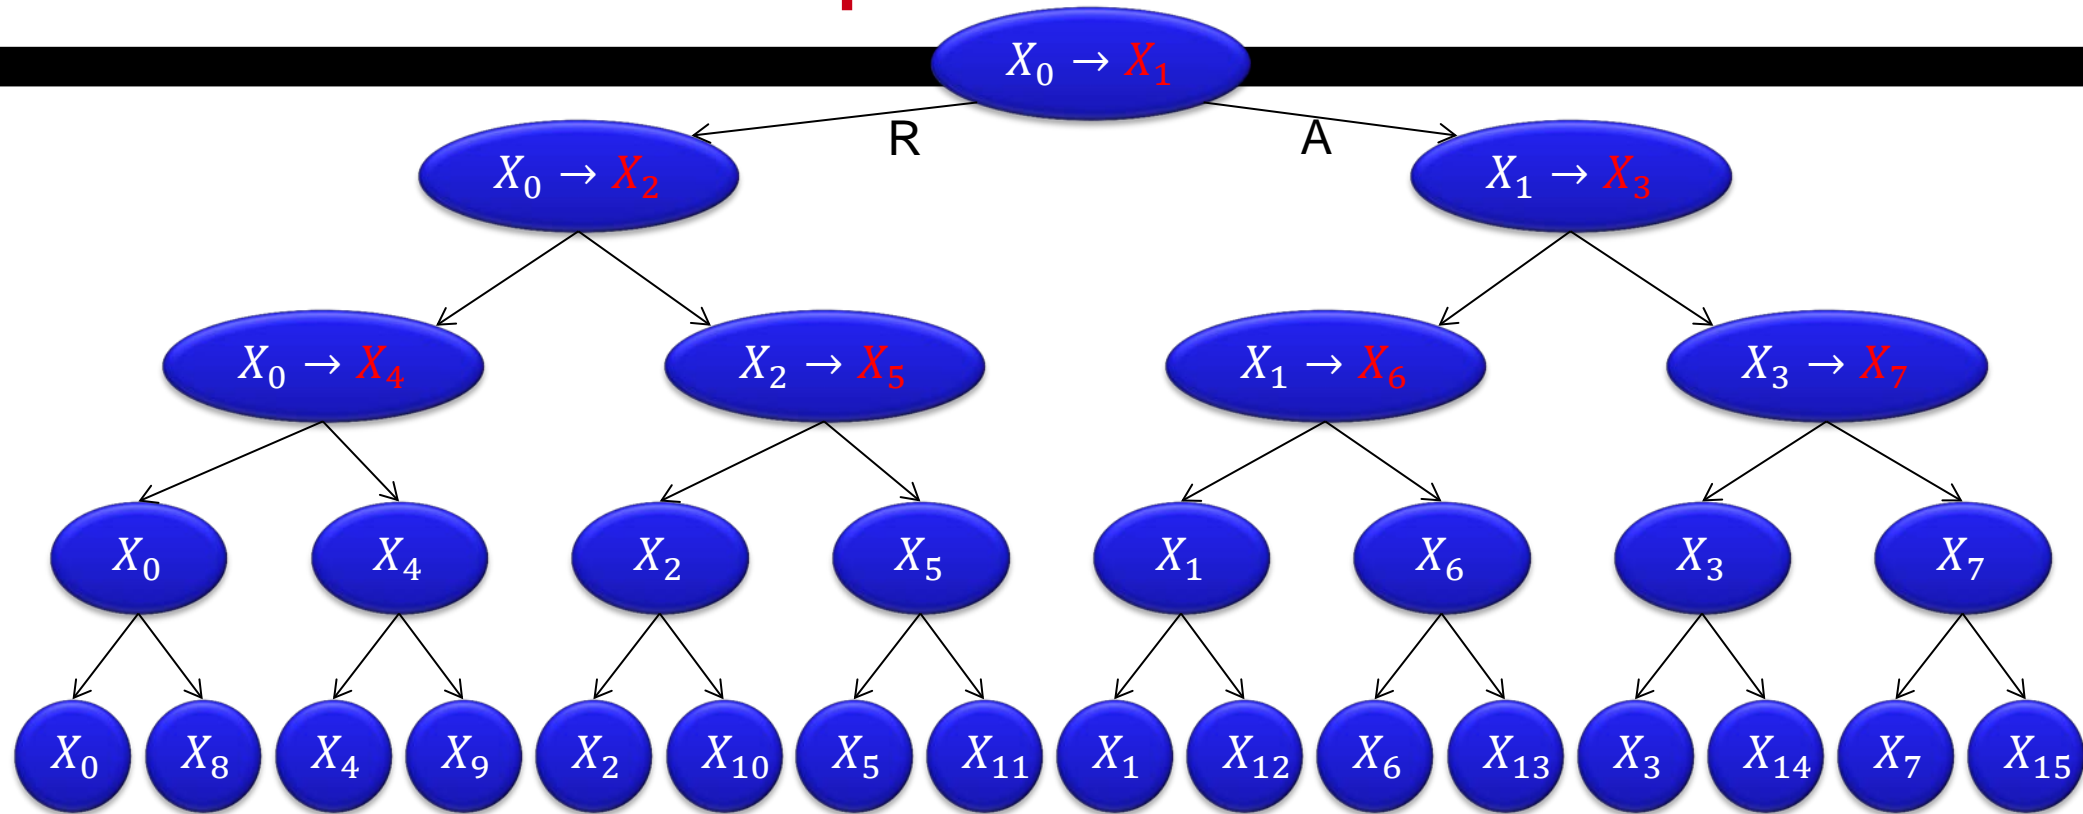 X₀ → X₁
R A
X₀ → X₂ X₁ → X₃
X₀ → X₄ X₂ → X₅ X₁ → X₆ X₃ → X₇
X₀ X₄ X₂ X₅ X₁ X₆ X₃ X₇
X₀ X₈ X₄ X₉ X₂ X₁₀ X₅ X₁₁ X₁ X₁₂ X₆ X₁₃ X₃ X₁₄ X₇ X₁₅